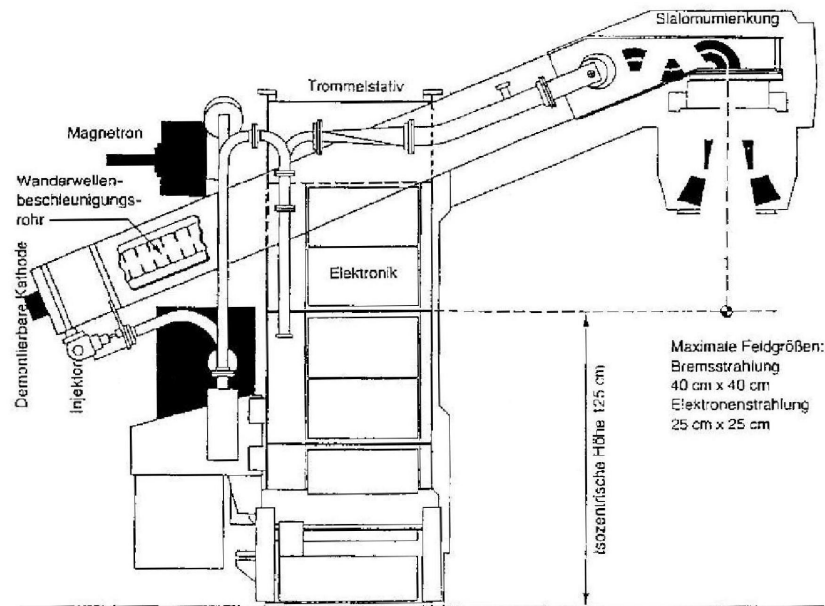 Slalomumlenkung
Trommelstativ
Magnetron
Wanderwellen-
beschleunigungs-
rohr
Elektronik
Demontierbare Kathode
Injektor
Isozentrische Höhe 125 cm
Maximale Feldgrößen:
Bremsstrahlung
40 cm x 40 cm
Elektronenstrahlung
25 cm x 25 cm